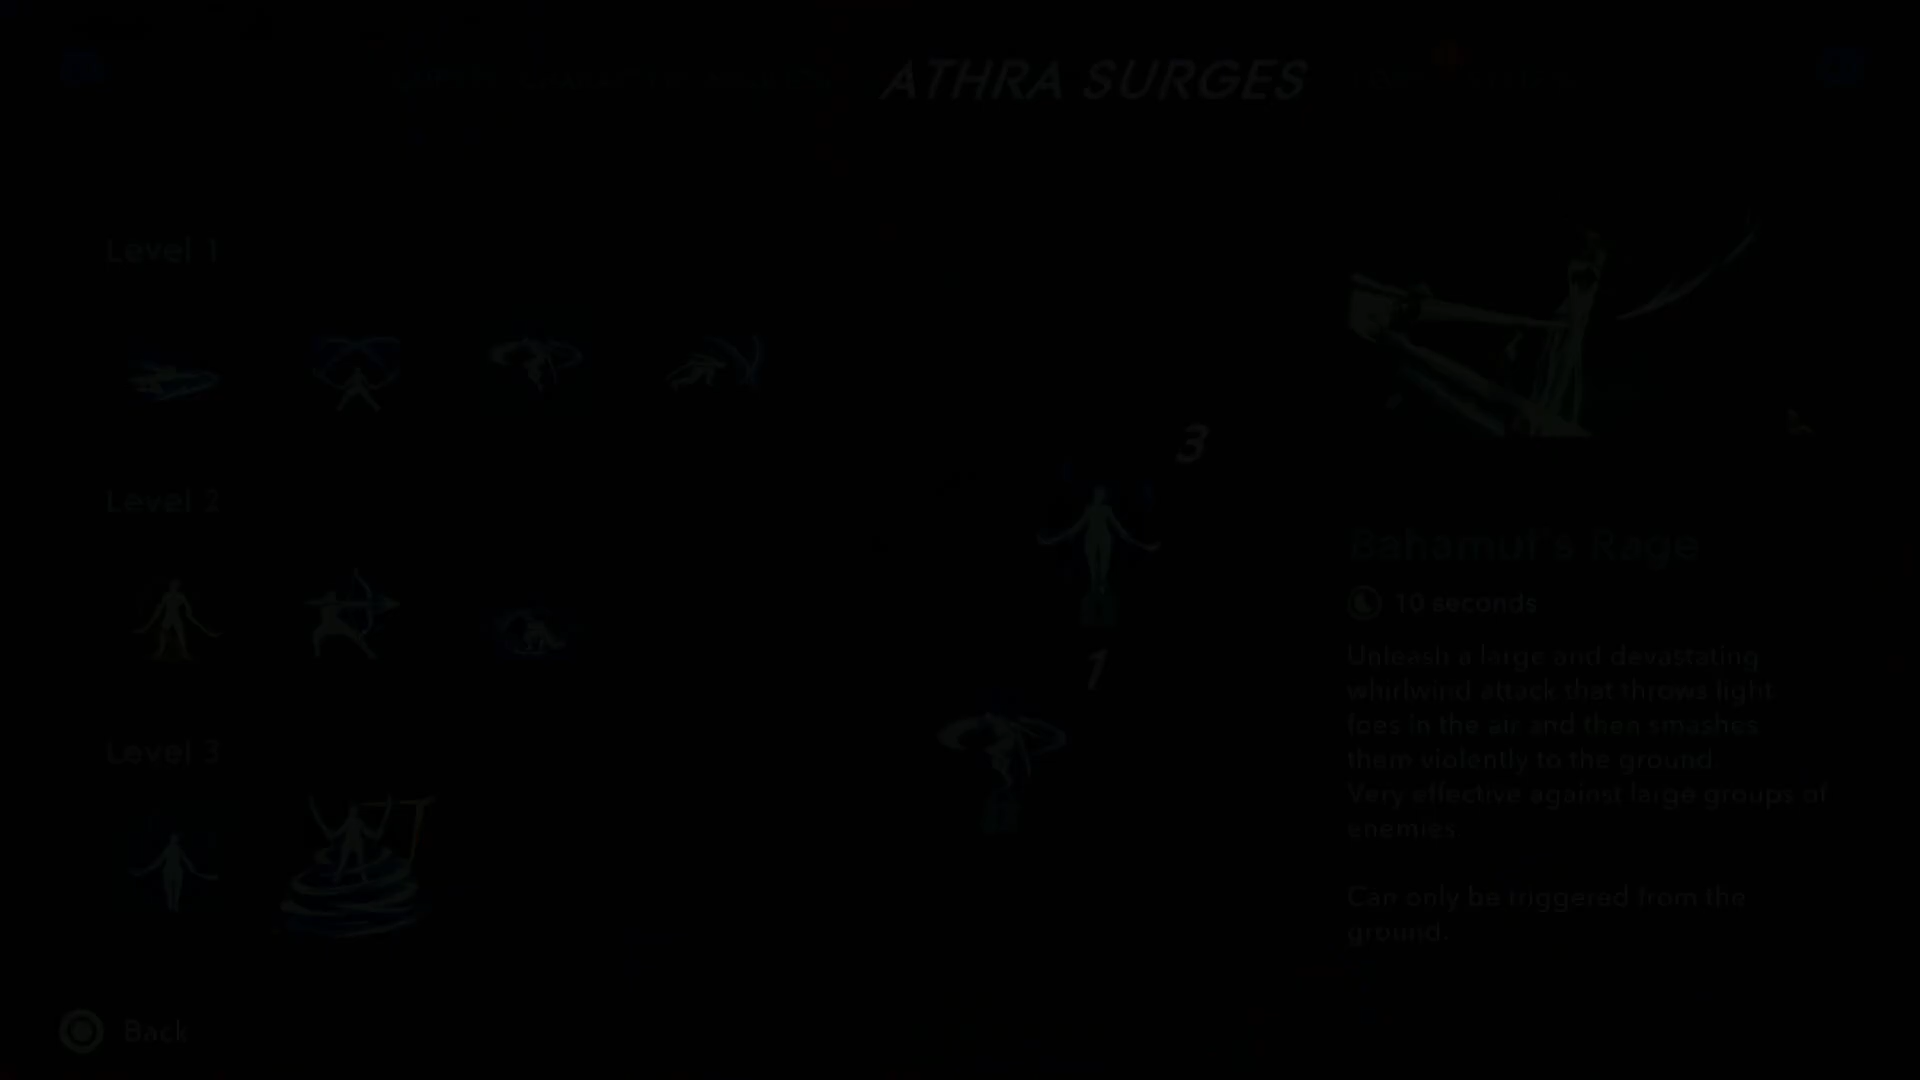 ATHRA SURGES
Level 1
3
Level 2
Bahamut's Rage
10 seconds
1
Unleash a large and devastating
whirlwind attack that throws light
foes in the air and then smashes
them violently to the ground.
Very effective against large groups of
enemies.
Level 3
Can only be triggered from the
ground.
Back